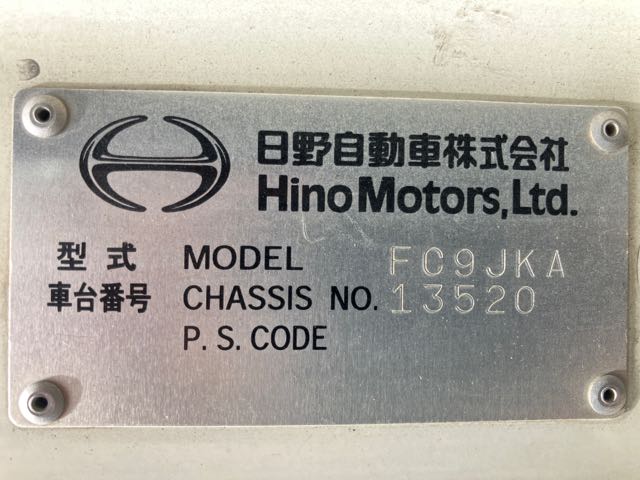 日野自動車株式会社
Hino Motors, Ltd.
型式 MODEL FC9JKA
車台番号 CHASSIS NO. 13520
P. S. CODE